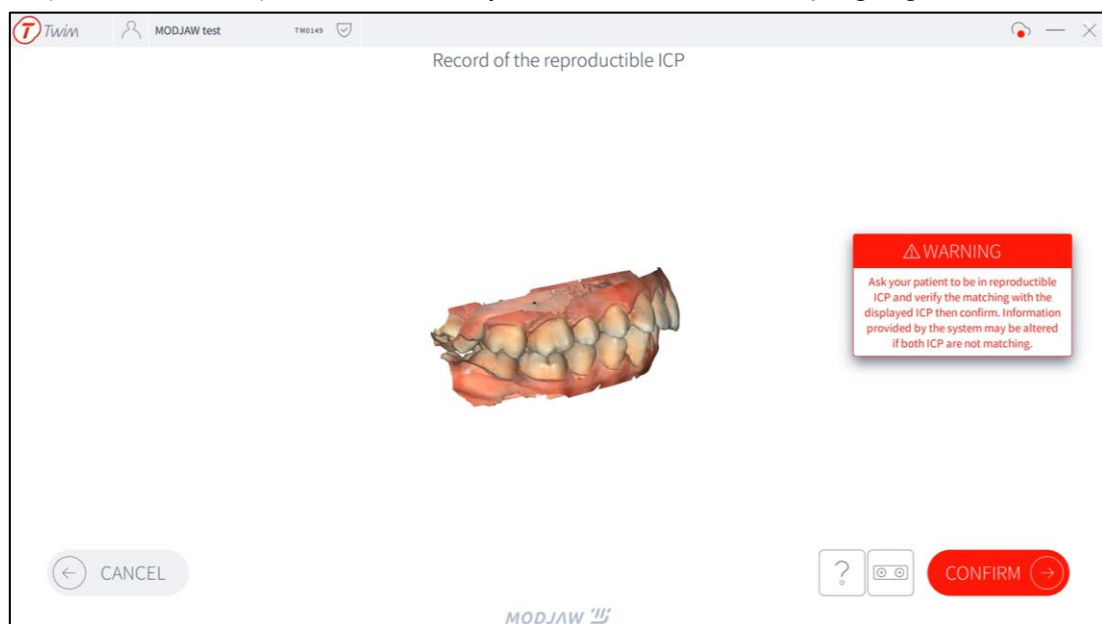 Twim
MODJAW test
TM0149
Record of the reproductible ICP
WARNING
Ask your patient to be in reproductible
ICP and verify the matching with the
displayed ICP then confirm. Information
provided by the system may be altered
if both ICP are not matching.
CANCEL
?
CONFIRM
MODJAW